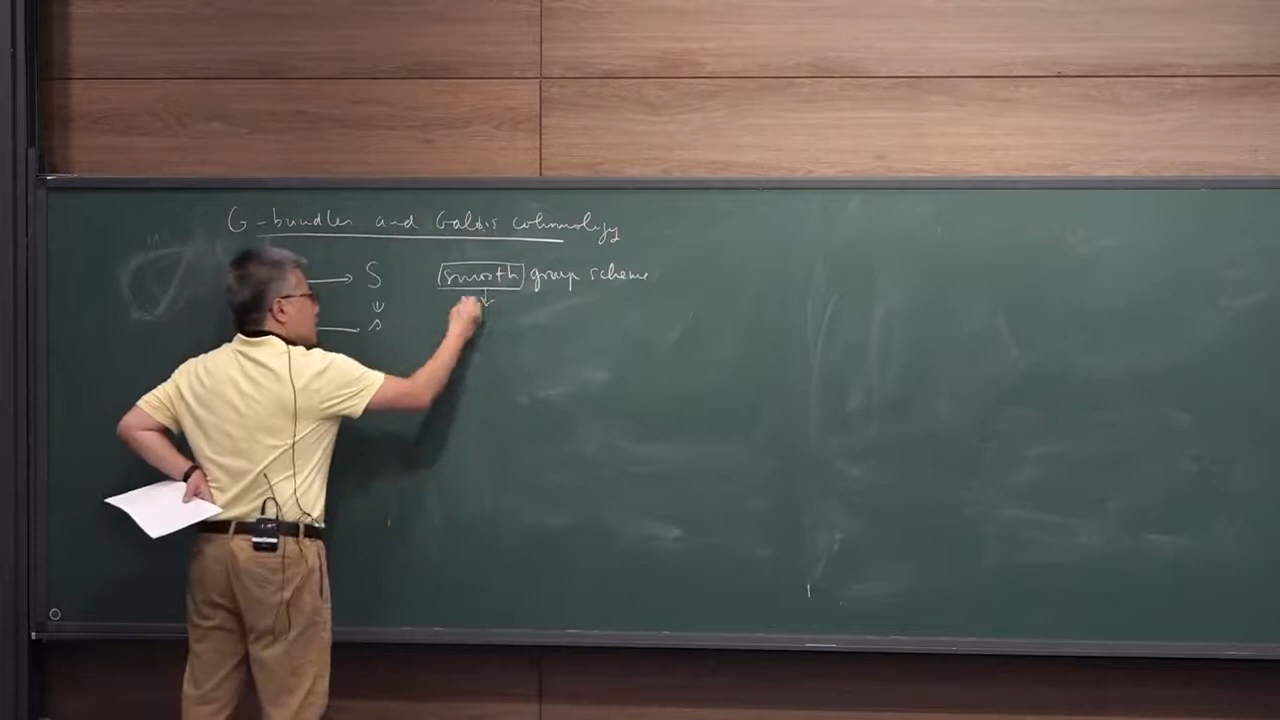 G-bundles and Galois cohomology
→ S smooth group scheme
↓
s